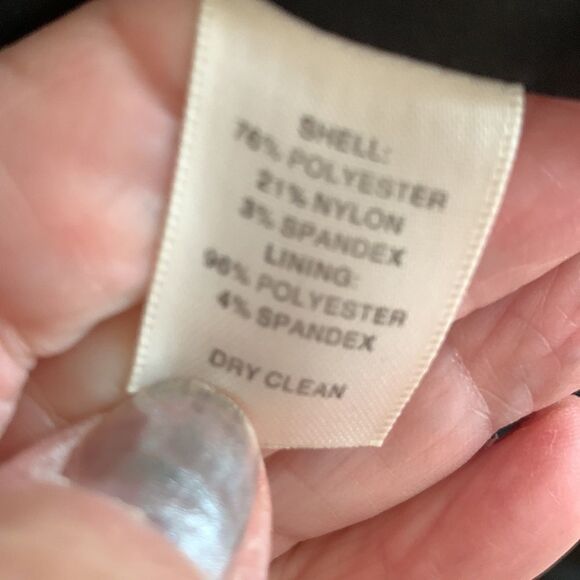 SHELL:
76% POLYESTER
21% NYLON
3% SPANDEX
LINING:
96% POLYESTER
4% SPANDEX
DRY CLEAN